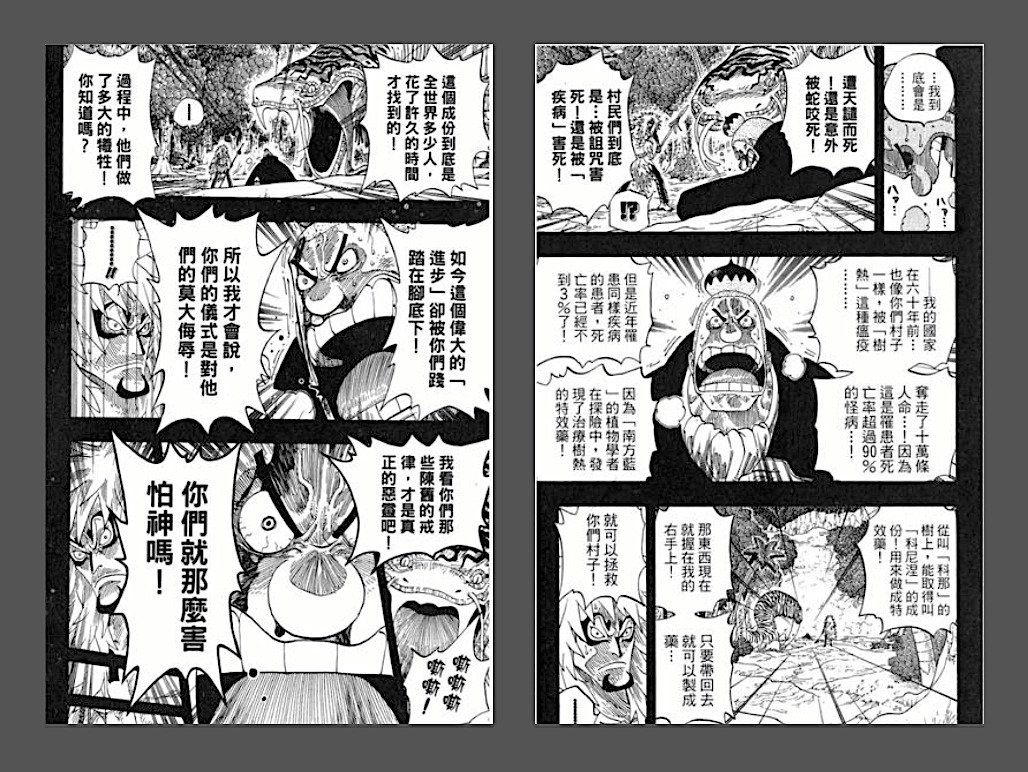 …我到
底會是
………
ハァ…
ハァ…
遭天譴而死
！還是意外
被蛇咬死！
村民們到底
是…被詛咒害
死！還是被「
疾病」害死！
!?
——我的國家
也像你們村子
在六十年前…
一樣，被「樹
熱」這種瘟疫
奪走了十萬條
人命…！因為
這是罹患者死
亡率超過90%
的怪病…！
但是近年罹
患同樣疾病
的患者，死
亡率已經不
到3%了！
因為「南方藍
」的植物學者
在探險中，發
現了治療樹熱
的特效藥！
從叫「科那」的
樹上，能取得叫
「科尼涅」的成
份！用來做成特
效藥！
那東西現在
就握在我的
右手上！
只要帶回去
就可以製成
藥…
就可以拯救
你們村子！
………
這個成份到底是
全世界多少人，
花了許久的時間
才找到的！
！
過程中，他們做
了多大的犧牲！
你知道嗎？
如今這個偉大的「
進步」卻被你們踐
踏在腳底下！
所以我才會說，
你們的儀式是對他
們的莫大侮辱！
………!!
我看你們那
些陳舊的戒
律，才是真
正的惡靈吧！
嘶
嘶
嘶
嘶
！
你們就那麼害
怕神嗎！